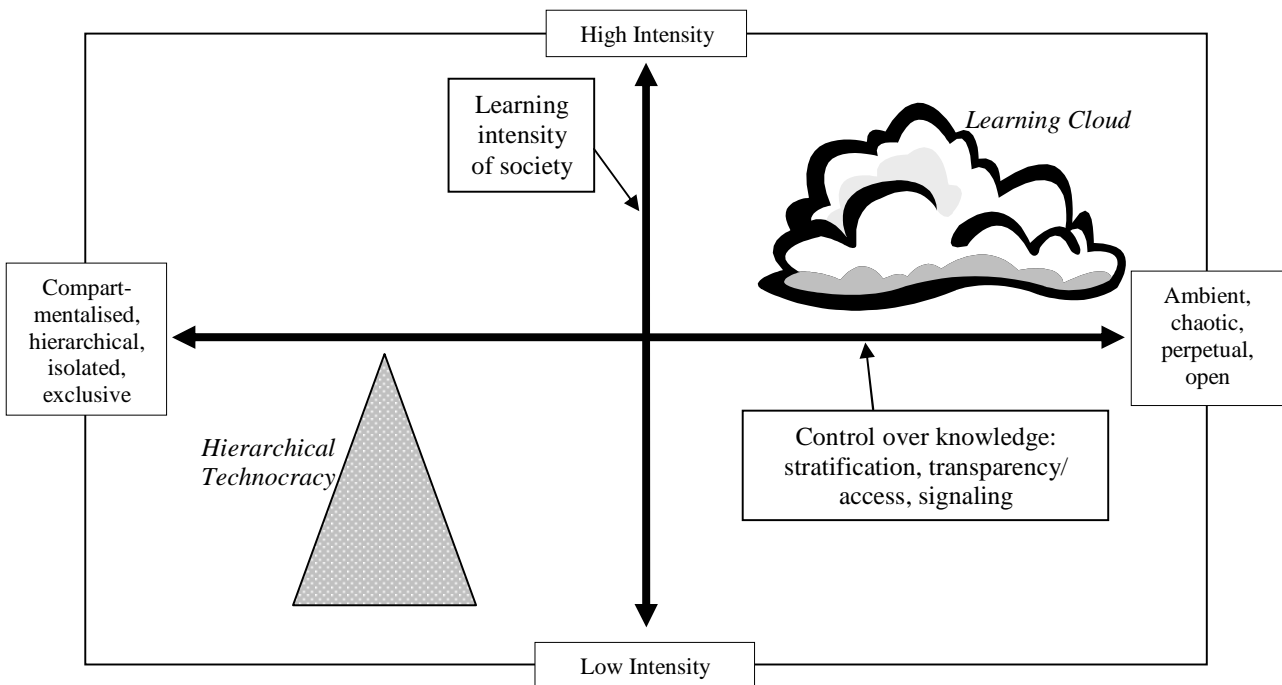 High Intensity
Learning
intensity
of society
Learning Cloud
Compart-
mentalised,
hierarchical,
isolated,
exclusive
Ambient,
chaotic,
perpetual,
open
Hierarchical
Technocracy
Control over knowledge:
stratification, transparency/
access, signaling
Low Intensity